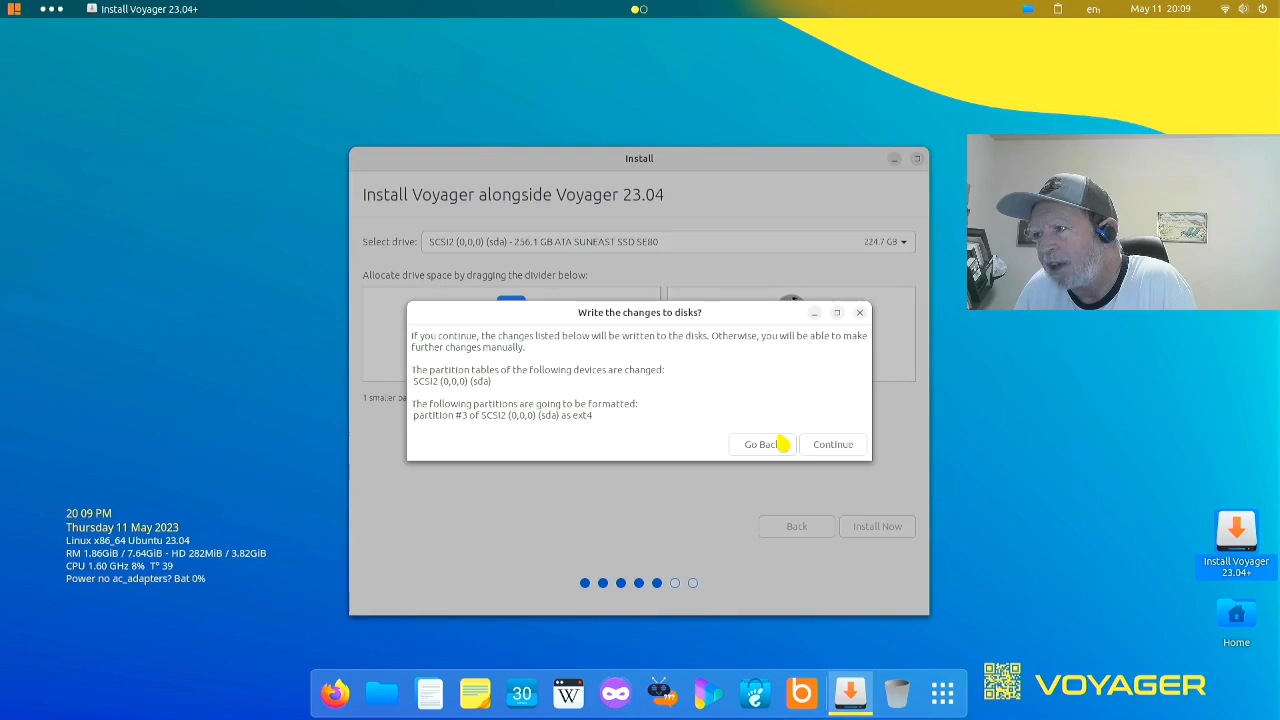 Install Voyager 23.04+
en₁
May 11 20:09
Install
Install Voyager alongside Voyager 23.04
Select drive:
SCSI2 (0,0,0) (sda) - 256.1 GB ATA SUNEAST SSD SE80
224.7 GB
Allocate drive space by dragging the divider below:
1 smaller pa
Write the changes to disks?
If you continue, the changes listed below will be written to the disks. Otherwise, you will be able to make
further changes manually.
The partition tables of the following devices are changed:
SCSI2 (0,0,0) (sda)
The following partitions are going to be formatted:
partition #3 of SCSI2 (0,0,0) (sda) as ext4
Go Back
Continue
Back
Install Now
20 09 PM
Thursday 11 May 2023
Linux x86_64 Ubuntu 23.04
RM 1.86GiB / 7.64GiB - HD 282MiB / 3.82GiB
CPU 1.60 GHz 8% T° 39
Power no ac_adapters? Bat 0%
Install Voyager
23.04+
Home
30
W
b
VOYAGER